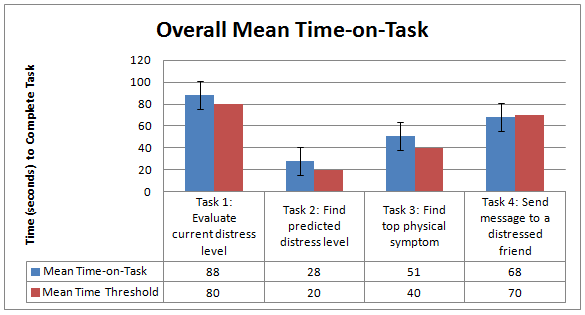 Overall Mean Time-on-Task
Time (seconds) to Complete Task
120
100
80
60
40
20
0
Task 1:
Evaluate
current distress
level
Task 2: Find
predicted
distress level
Task 3: Find
top physical
symptom
Task 4: Send
message to a
distressed
friend
Mean Time-on-Task 88 28 51 68
Mean Time Threshold 80 20 40 70